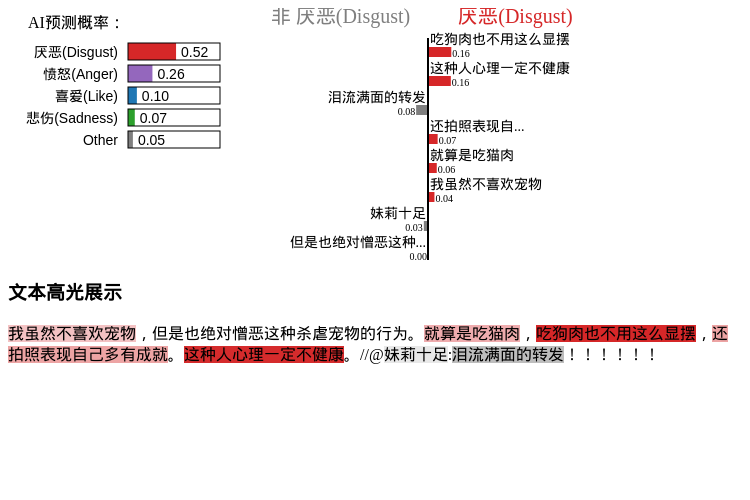 AI预测概率：
厌恶(Disgust) 0.52
愤怒(Anger) 0.26
喜爱(Like) 0.10
悲伤(Sadness) 0.07
Other 0.05
非 厌恶(Disgust) 厌恶(Disgust)
吃狗肉也不用这么显摆
0.16
这种人心理一定不健康
0.16
泪流满面的转发
0.08
还拍照表现自...
0.07
就算是吃猫肉
0.06
我虽然不喜欢宠物
0.04
妹莉十足
0.03
但是也绝对憎恶这种...
0.00
文本高光展示
我虽然不喜欢宠物，但是也绝对憎恶这种杀虐宠物的行为。就算是吃猫肉，吃狗肉也不用这么显摆，还
拍照表现自己多有成就。这种人心理一定不健康。//@妹莉十足:泪流满面的转发！！！！！！